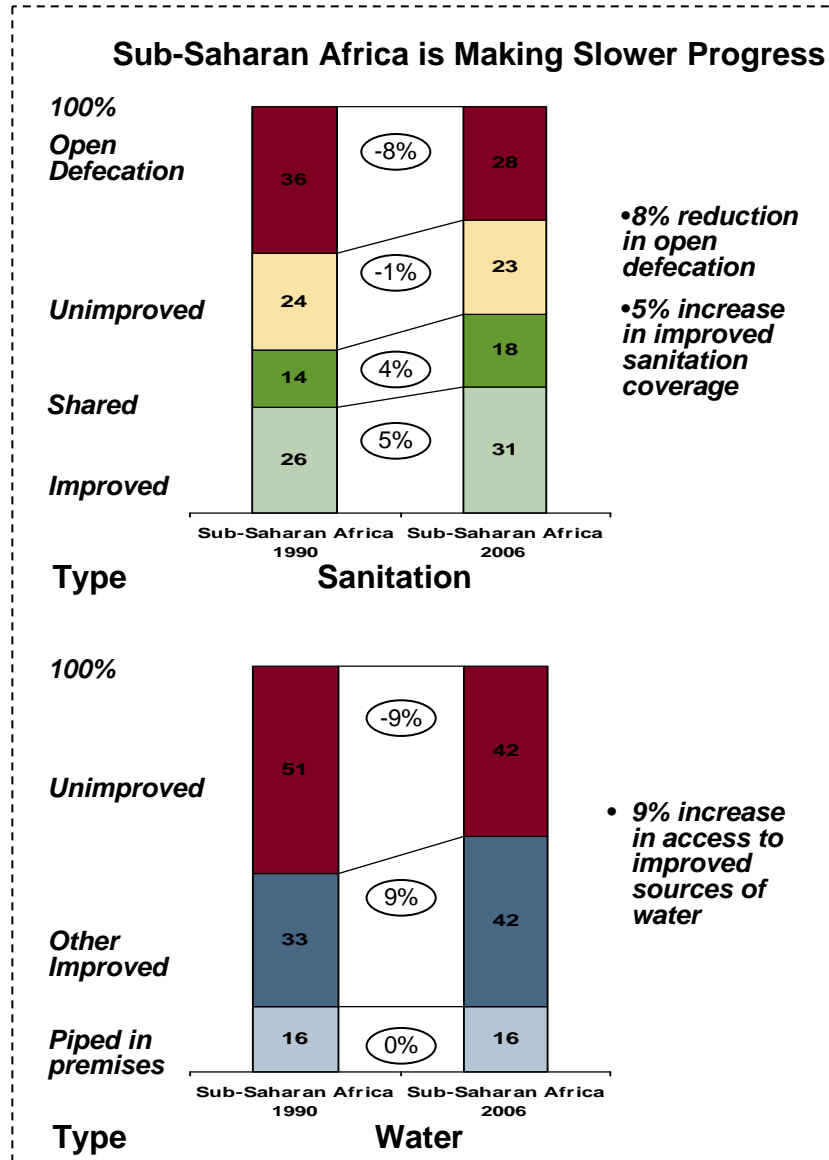 Sub-Saharan Africa is Making Slower Progress
100%
Open
Defecation
Unimproved
Shared
Improved
36
24
14
26
-8%
-1%
4%
5%
28
23
18
31
•8% reduction
in open
defecation
•5% increase
in improved
sanitation
coverage
Sub-Saharan Africa
1990
Sub-Saharan Africa
2006
Type
Sanitation
100%
Unimproved
Other
Improved
Piped in
premises
51
33
16
-9%
9%
0%
42
42
16
• 9% increase
in access to
improved
sources of
water
Sub-Saharan Africa
1990
Sub-Saharan Africa
2006
Type
Water